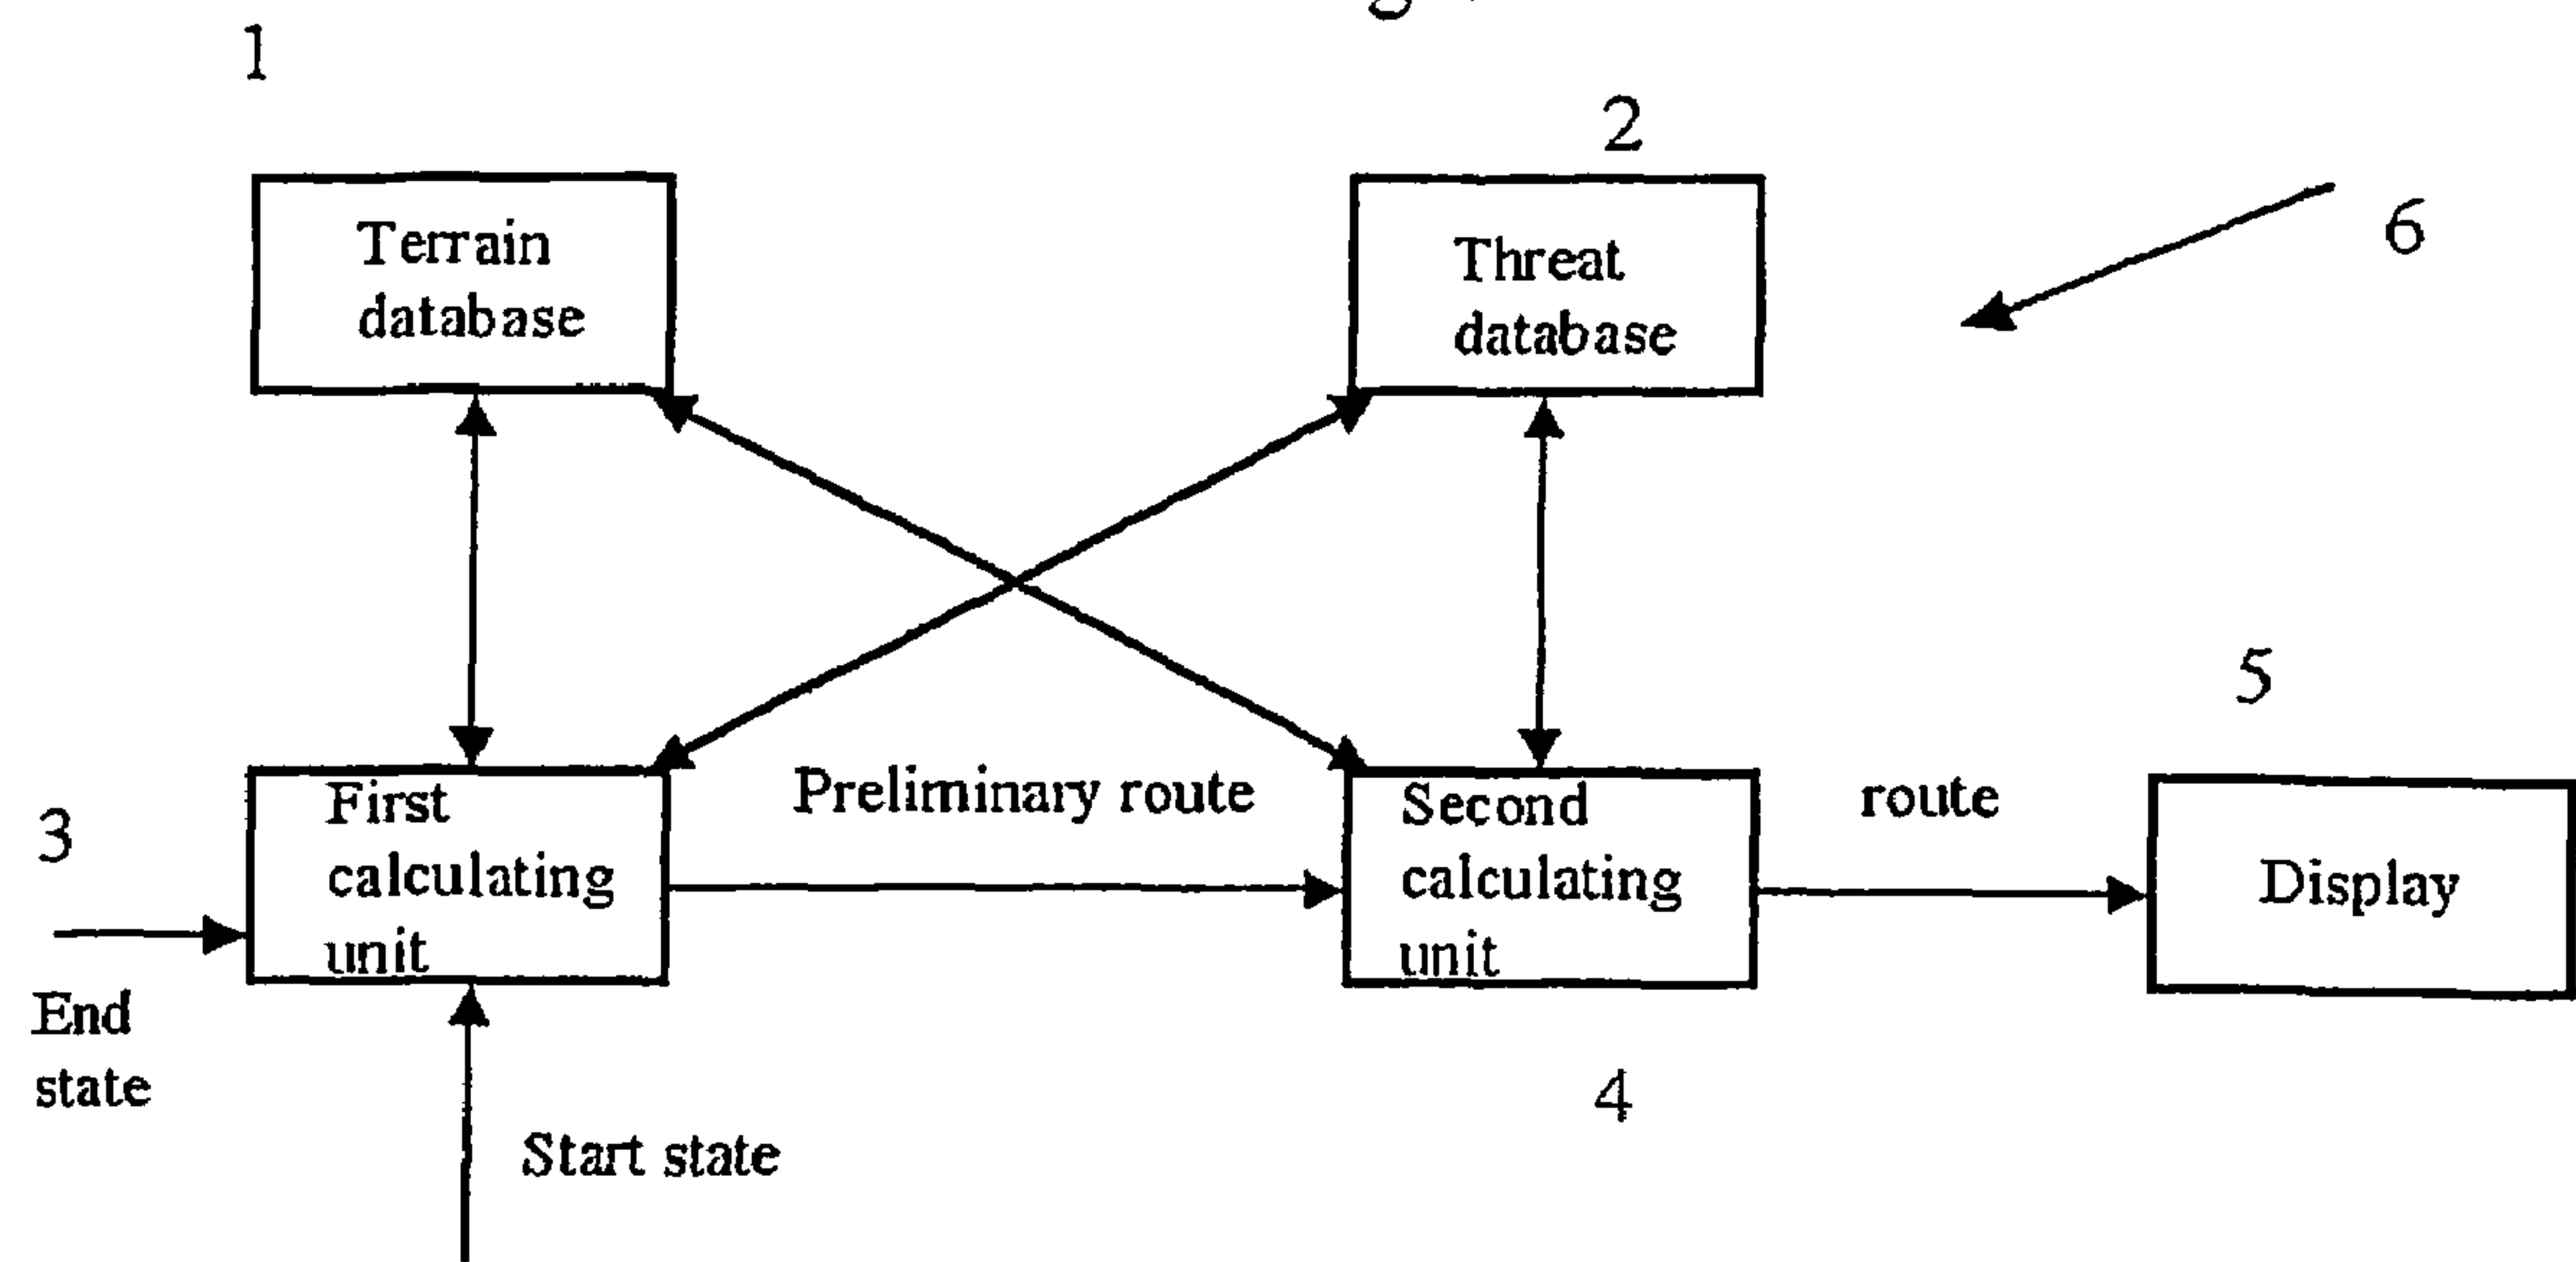 1
2
6
Terrain
database
Threat
database
5
3
First
calculating
unit
Preliminary route
Second
calculating
unit
route
Display
End
state
4
Start state